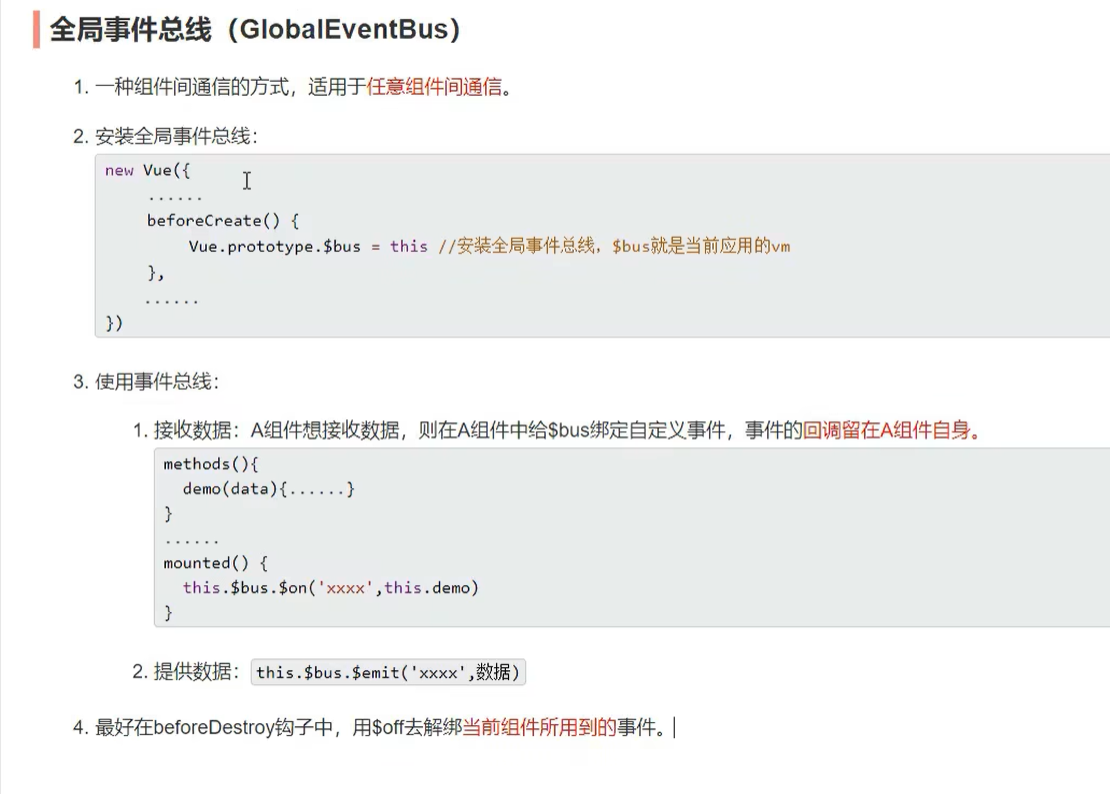 全局事件总线（GlobalEventBus）
1. 一种组件间通信的方式，适用于任意组件间通信。
2. 安装全局事件总线：
new Vue({
......
beforeCreate() {
Vue.prototype.$bus = this //安装全局事件总线，$bus就是当前应用的vm
},
......
})
3. 使用事件总线：
1. 接收数据：A组件想接收数据，则在A组件中给$bus绑定自定义事件，事件的回调留在A组件自身。
methods(){
demo(data){......}
}
......
mounted() {
this.$bus.$on('xxxx',this.demo)
}
2. 提供数据：this.$bus.$emit('xxxx',数据)
4. 最好在beforeDestroy钩子中，用$off去解绑当前组件所用到的事件。